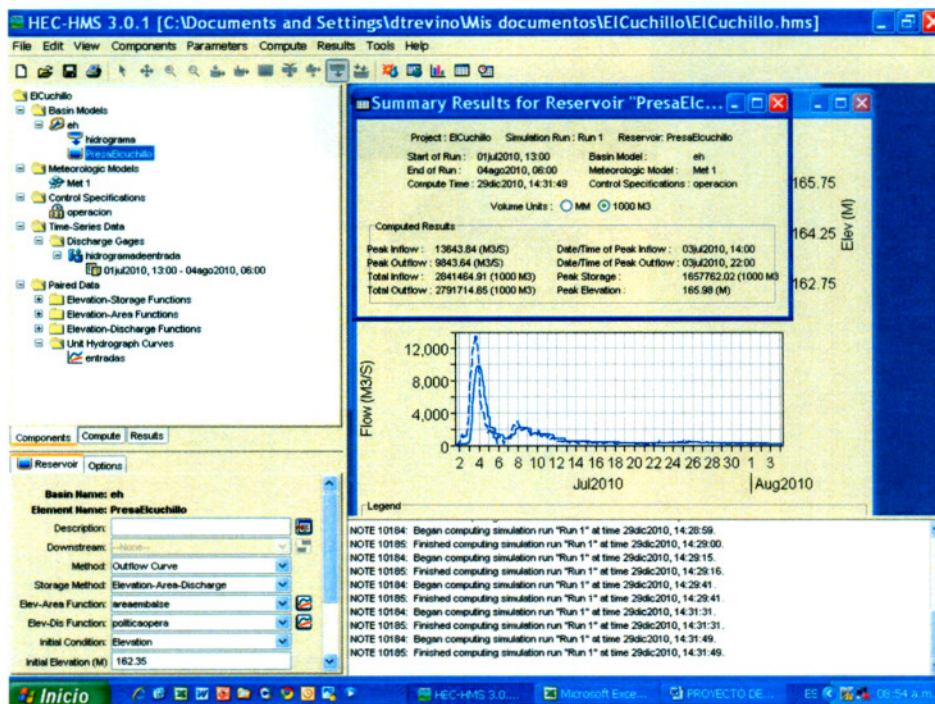 HEC-HMS 3.0.1 [C:\Documents and Settings\dtrevino\Mis documentos\ElCuchillo\ElCuchillo.hms]
File Edit View Components Parameters Compute Results Tools Help
ElCuchillo
Basin Models
eh
hidrograma
PresaElcuchillo
Meteorologic Models
Met 1
Control Specifications
operacion
Time-Series Data
Discharge Gages
hidrogramadeentrada
01jul2010, 13:00 - 04ago2010, 06:00
Paired Data
Elevation-Storage Functions
Elevation-Area Functions
Elevation-Discharge Functions
Unit Hydrograph Curves
entradas
Components Compute Results
Reservoir Options
Basin Name: eh
Element Name: PresaElcuchillo
Description:
Downstream: --None--
Method: Outflow Curve
Storage Method: Elevation-Area-Discharge
Elev-Area Function: areaembalse
Elev-Dis Function: politicaopera
Initial Condition: Elevation
Initial Elevation (M) 162.35
Summary Results for Reservoir "PresaElc...
Project : ElCuchillo Simulation Run : Run 1 Reservoir: PresaElcuchillo
Start of Run : 01jul2010, 13:00 Basin Model : eh
End of Run : 04ago2010, 06:00 Meteorologic Model : Met 1
Compute Time : 29dic2010, 14:31:49 Control Specifications : operacion
Volume Units : MM 1000 M3
Computed Results
Peak Inflow : 13643.84 (M3/S) Date/Time of Peak Inflow : 03jul2010, 14:00
Peak Outflow : 9843.64 (M3/S) Date/Time of Peak Outflow : 03jul2010, 22:00
Total Inflow : 2841464.91 (1000 M3) Peak Storage : 1657762.02 (1000 M3
Total Outflow : 2791714.65 (1000 M3) Peak Elevation : 165.98 (M)
165.75
164.25
162.75
Elev (M)
12,000
8,000
4,000
0
Flow (M3/S)
2 4 6 8 10 12 14 16 18 20 22 24 26 28 30 1 3
Jul2010 Aug2010
Legend
NOTE 10184: Began computing simulation run "Run 1" at time 29dic2010, 14:28:59.
NOTE 10185: Finished computing simulation run "Run 1" at time 29dic2010, 14:29:00.
NOTE 10184: Began computing simulation run "Run 1" at time 29dic2010, 14:29:15.
NOTE 10185: Finished computing simulation run "Run 1" at time 29dic2010, 14:29:16.
NOTE 10184: Began computing simulation run "Run 1" at time 29dic2010, 14:29:41.
NOTE 10185: Finished computing simulation run "Run 1" at time 29dic2010, 14:29:41.
NOTE 10184: Began computing simulation run "Run 1" at time 29dic2010, 14:31:31.
NOTE 10185: Finished computing simulation run "Run 1" at time 29dic2010, 14:31:31.
NOTE 10184: Began computing simulation run "Run 1" at time 29dic2010, 14:31:49.
NOTE 10185: Finished computing simulation run "Run 1" at time 29dic2010, 14:31:49.
Inicio HEC-HMS 3.0.... Microsoft Exce... PROYECTO DE... ES 08:54 a.m.